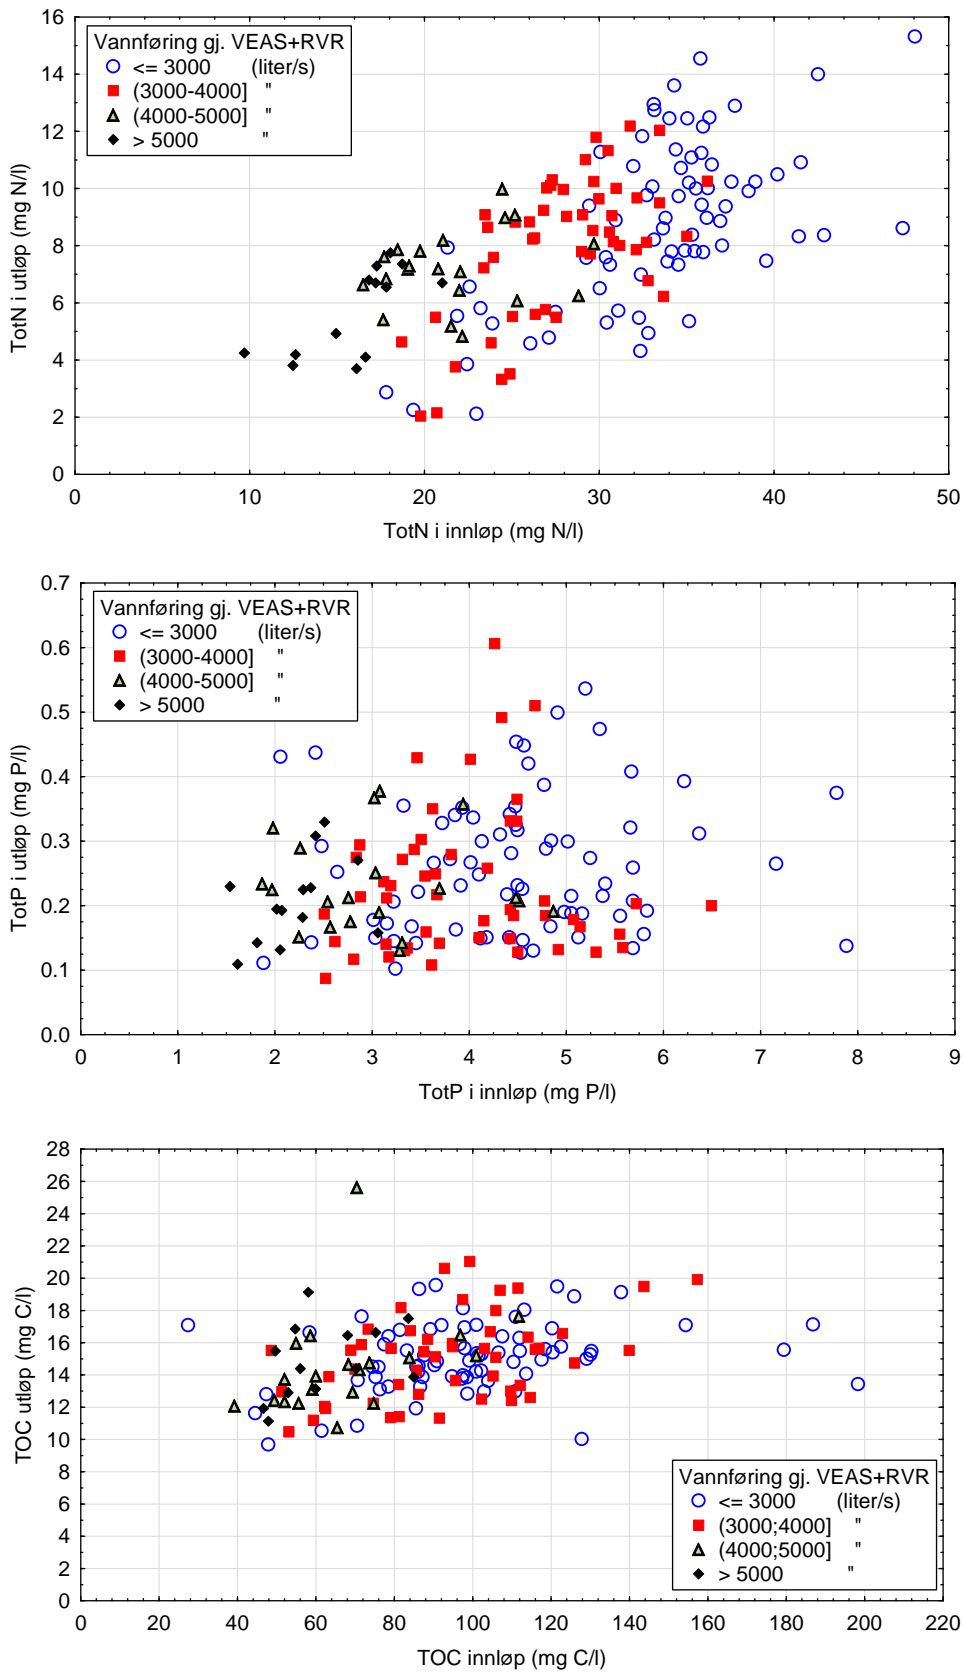 16
14
12
10
8
6
4
2
0
TotN i utløp (mg N/l)
Vannføring gj. VEAS+RVR
<= 3000 (liter/s)
(3000-4000] "
(4000-5000] "
> 5000 "
0 10 20 30 40 50
TotN i innløp (mg N/l)
0.7
0.6
0.5
0.4
0.3
0.2
0.1
0.0
TotP i utløp (mg P/l)
Vannføring gj. VEAS+RVR
<= 3000 (liter/s)
(3000-4000] "
(4000-5000] "
> 5000 "
0 1 2 3 4 5 6 7 8 9
TotP i innløp (mg P/l)
28
26
24
22
20
18
16
14
12
10
8
6
4
2
0
TOC utløp (mg C/l)
Vannføring gj. VEAS+RVR
<= 3000 (liter/s)
(3000;4000] "
(4000;5000] "
> 5000 "
0 20 40 60 80 100 120 140 160 180 200 220
TOC innløp (mg C/l)